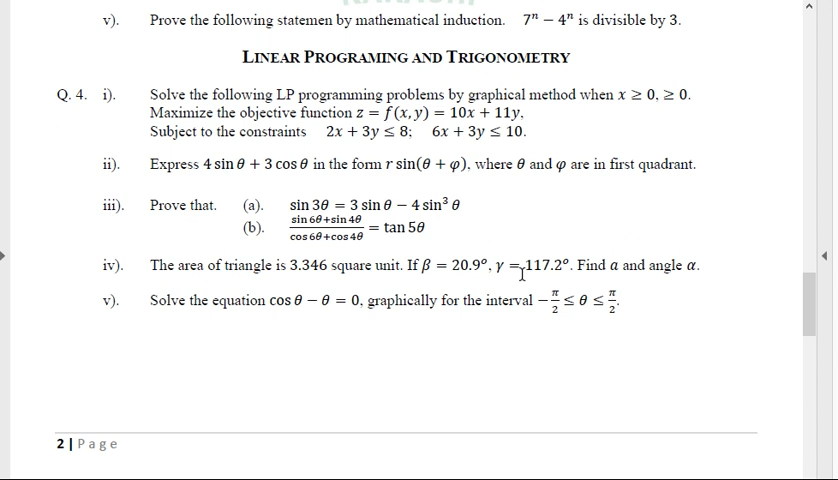 v). Prove the following statemen by mathematical induction. 7ⁿ − 4ⁿ is divisible by 3.
LINEAR PROGRAMING AND TRIGONOMETRY
Q. 4. i). Solve the following LP programming problems by graphical method when x ≥ 0, ≥ 0.
Maximize the objective function z = f(x, y) = 10x + 11y,
Subject to the constraints 2x + 3y ≤ 8; 6x + 3y ≤ 10.
ii). Express 4 sin θ + 3 cos θ in the form r sin(θ + φ), where θ and φ are in first quadrant.
iii). Prove that. (a). sin 3θ = 3 sin θ − 4 sin³ θ
(b). (sin 6θ+sin 4θ)/(cos 6θ+cos 4θ) = tan 5θ
iv). The area of triangle is 3.346 square unit. If β = 20.9°, γ = 117.2°. Find a and angle α.
v). Solve the equation cos θ − θ = 0, graphically for the interval −π/2 ≤ θ ≤ π/2.
2 | Page